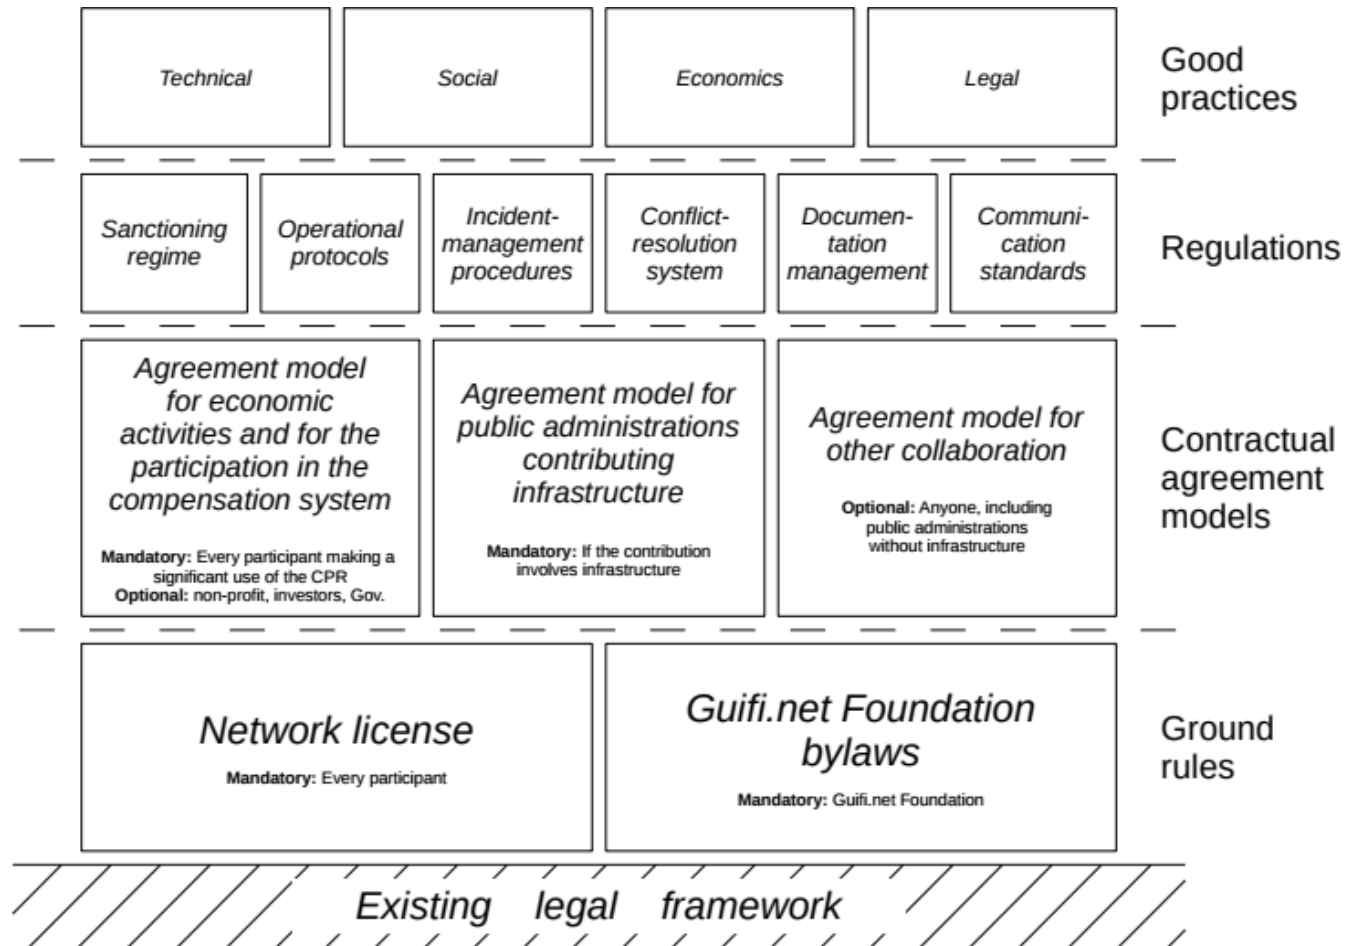 Technical
Social
Economics
Legal
Good
practices
Sanctioning
regime
Operational
protocols
Incident-
management
procedures
Conflict-
resolution
system
Documen-
tation
management
Communi-
cation
standards
Regulations
Agreement model
for economic
activities and for the
participation in the
compensation system
Mandatory: Every participant making a
significant use of the CPR
Optional: non-profit, investors, Gov.
Agreement model for
public administrations
contributing
infrastructure
Mandatory: If the contribution
involves infrastructure
Agreement model for
other collaboration
Optional: Anyone, including
public administrations
without infrastructure
Contractual
agreement
models
Network license
Mandatory: Every participant
Guifi.net Foundation
bylaws
Mandatory: Guifi.net Foundation
Ground
rules
Existing legal framework